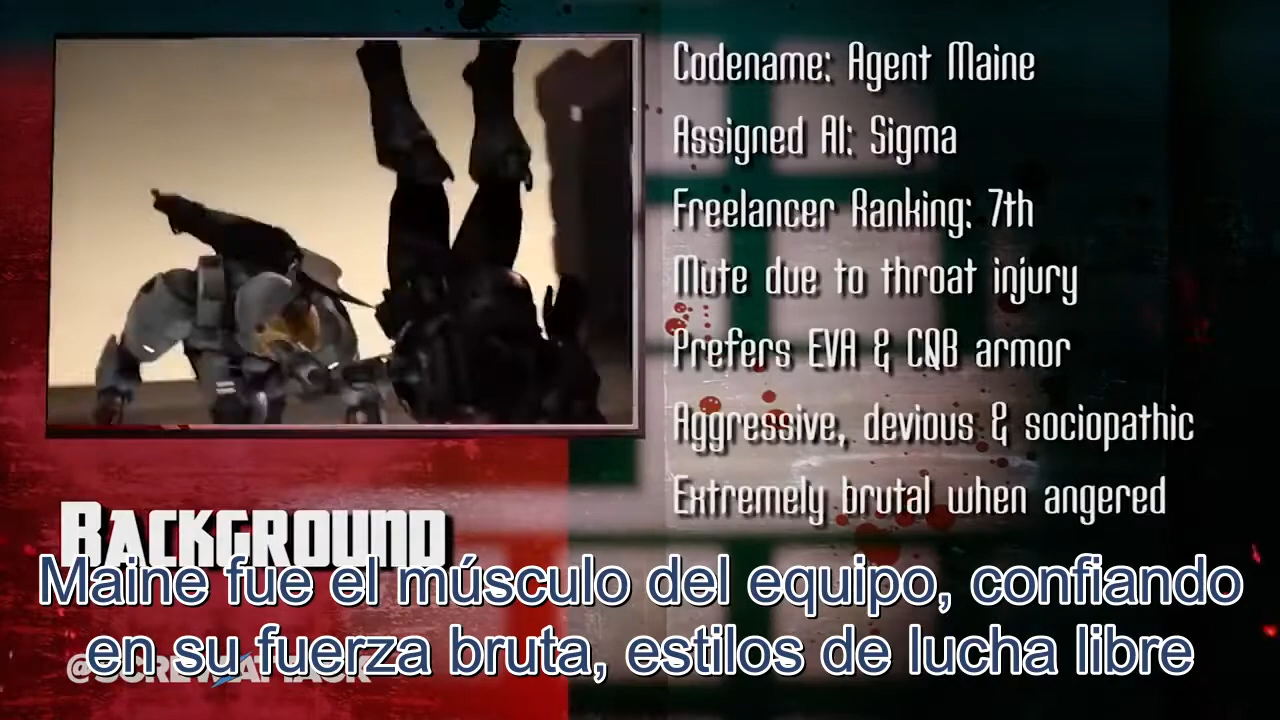 Codename: Agent Maine
Assigned AI: Sigma
Freelancer Ranking: 7th
Mute due to throat injury
Prefers EVA & CQB armor
Aggressive, devious & sociopathic
Extremely brutal when angered
BACKGROUND
Maine fue el músculo del equipo, confiando
en su fuerza bruta, estilos de lucha libre
@SCREWATTACK